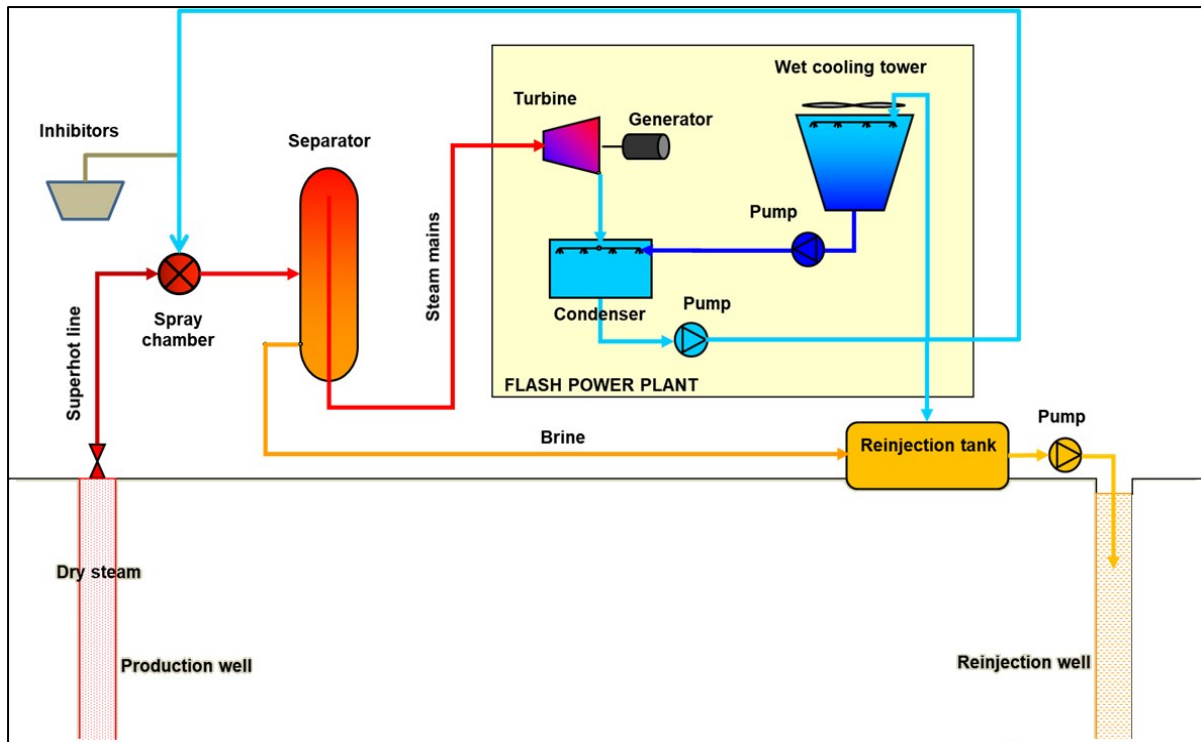 Wet cooling tower
Turbine
Generator
Inhibitors
Separator
Pump
Steam mains
Spray
chamber
Condenser
Pump
Superhot line
FLASH POWER PLANT
Brine
Reinjection tank
Pump
Dry steam
Production well
Reinjection well